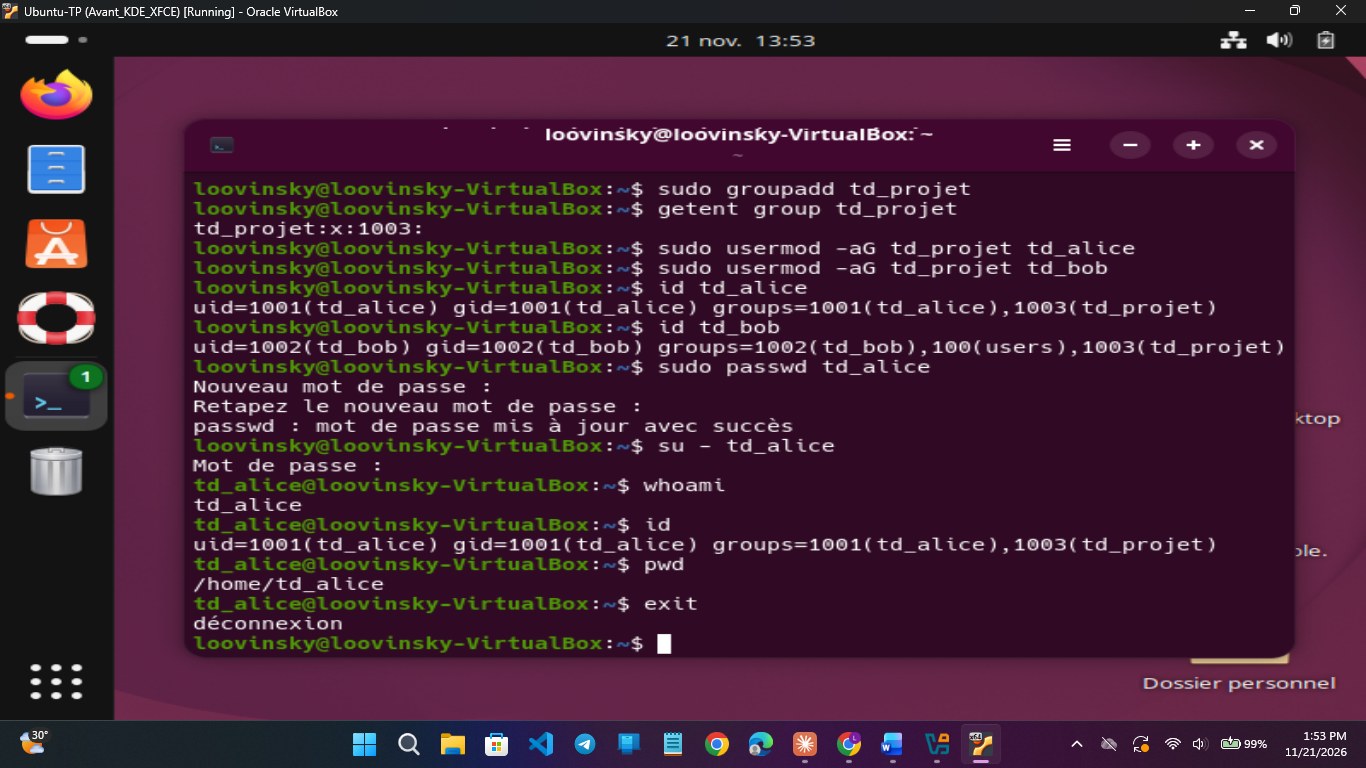 Ubuntu-TP (Avant_KDE_XFCE) [Running] - Oracle VirtualBox
21 nov. 13:53
loovinsky@loovinsky-VirtualBox: ~
~
loovinsky@loovinsky-VirtualBox:~$ sudo groupadd td_projet
loovinsky@loovinsky-VirtualBox:~$ getent group td_projet
td_projet:x:1003:
loovinsky@loovinsky-VirtualBox:~$ sudo usermod -aG td_projet td_alice
loovinsky@loovinsky-VirtualBox:~$ sudo usermod -aG td_projet td_bob
loovinsky@loovinsky-VirtualBox:~$ id td_alice
uid=1001(td_alice) gid=1001(td_alice) groups=1001(td_alice),1003(td_projet)
loovinsky@loovinsky-VirtualBox:~$ id td_bob
uid=1002(td_bob) gid=1002(td_bob) groups=1002(td_bob),100(users),1003(td_projet)
loovinsky@loovinsky-VirtualBox:~$ sudo passwd td_alice
Nouveau mot de passe :
Retapez le nouveau mot de passe :
passwd : mot de passe mis à jour avec succès
loovinsky@loovinsky-VirtualBox:~$ su - td_alice
Mot de passe :
td_alice@loovinsky-VirtualBox:~$ whoami
td_alice
td_alice@loovinsky-VirtualBox:~$ id
uid=1001(td_alice) gid=1001(td_alice) groups=1001(td_alice),1003(td_projet)
td_alice@loovinsky-VirtualBox:~$ pwd
/home/td_alice
td_alice@loovinsky-VirtualBox:~$ exit
déconnexion
loovinsky@loovinsky-VirtualBox:~$
1
ktop
ble.
Dossier personnel
30°
99%
1:53 PM
11/21/2026